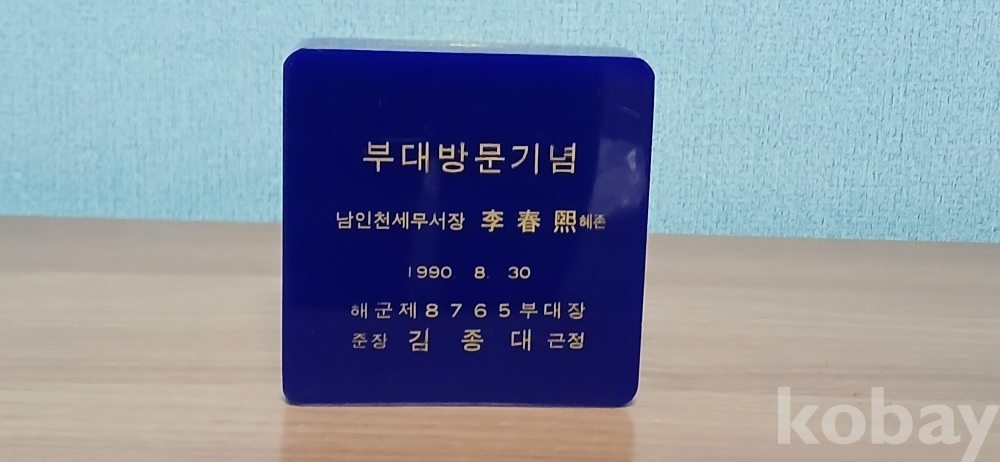 부대방문기념
남인천세무서장 李春熙 혜존
1990. 8. 30
해군제8765부대장
준장 김종대 근정
kobay